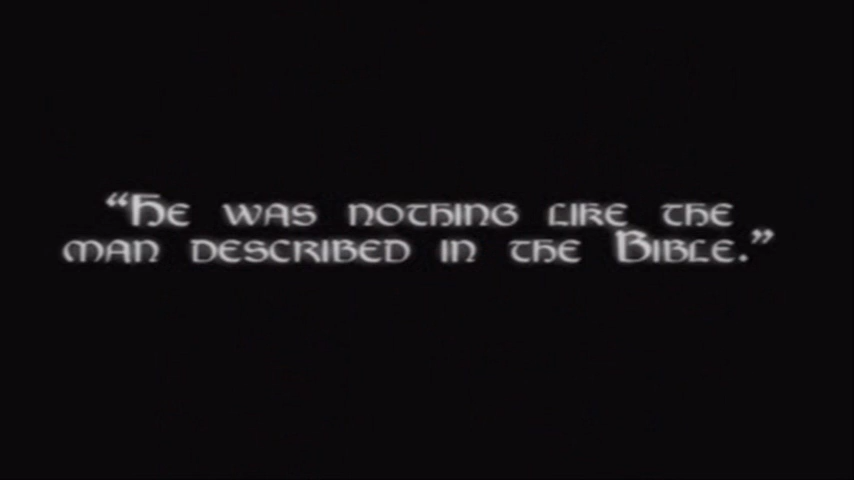 “He was nothing like the
man described in the Bible.”